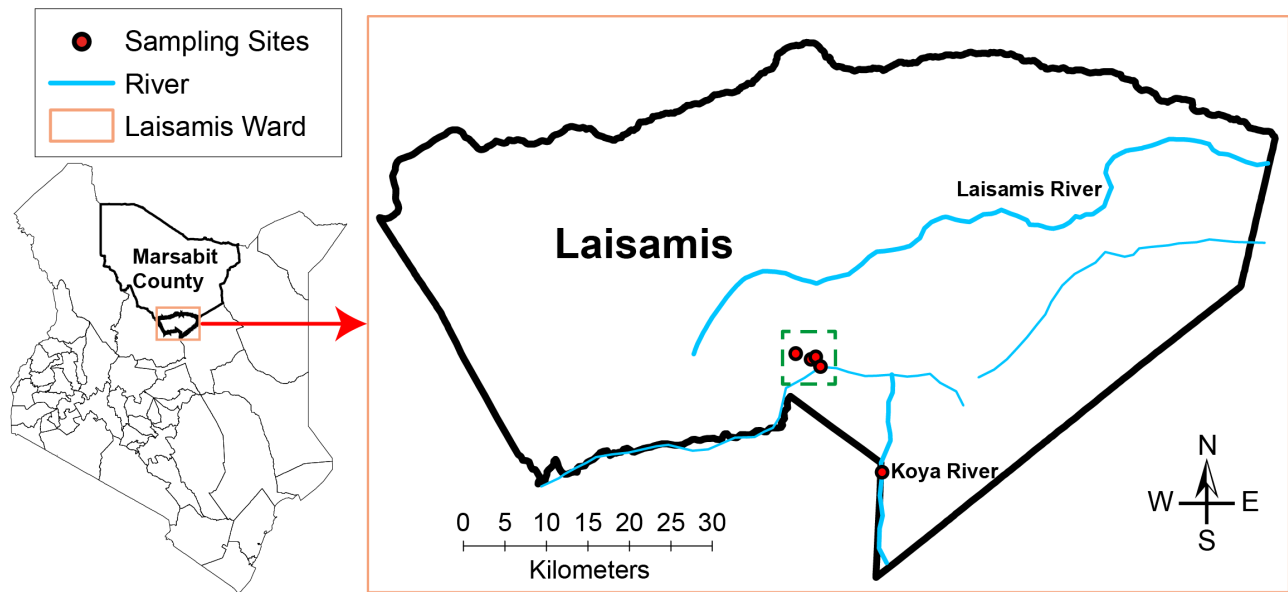 Sampling Sites
River
Laisamis Ward
Marsabit
County
Laisamis River
Laisamis
Koya River
0 5 10 15 20 25 30
Kilometers
N
W E
S